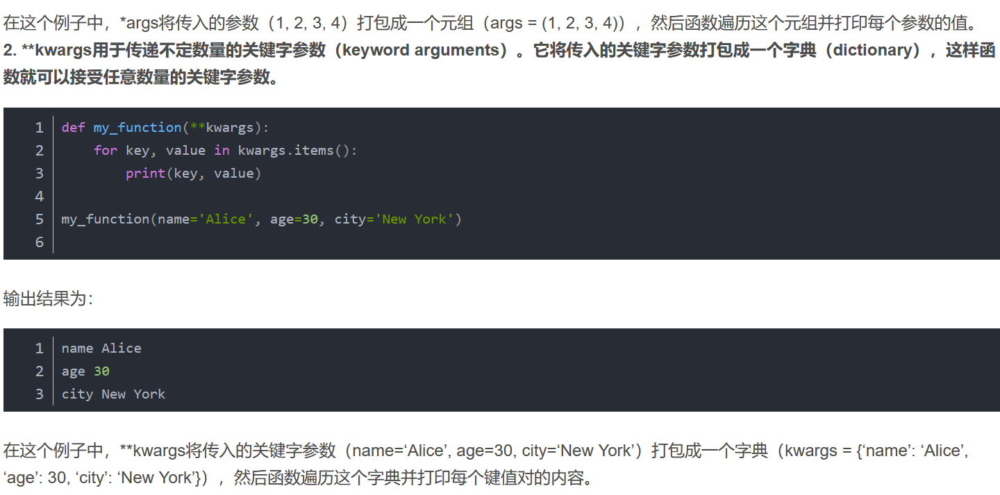 在这个例子中，*args将传入的参数（1, 2, 3, 4）打包成一个元组（args = (1, 2, 3, 4)），然后函数遍历这个元组并打印每个参数的值。
2. **kwargs用于传递不定数量的关键字参数（keyword arguments）。它将传入的关键字参数打包成一个字典（dictionary），这样函
数就可以接受任意数量的关键字参数。
1 def my_function(**kwargs):
2     for key, value in kwargs.items():
3         print(key, value)
4
5 my_function(name='Alice', age=30, city='New York')
6
输出结果为：
1 name Alice
2 age 30
3 city New York
在这个例子中，**kwargs将传入的关键字参数（name=‘Alice’, age=30, city=‘New York’）打包成一个字典（kwargs = {‘name’: ‘Alice’,
‘age’: 30, ‘city’: ‘New York’}），然后函数遍历这个字典并打印每个键值对的内容。